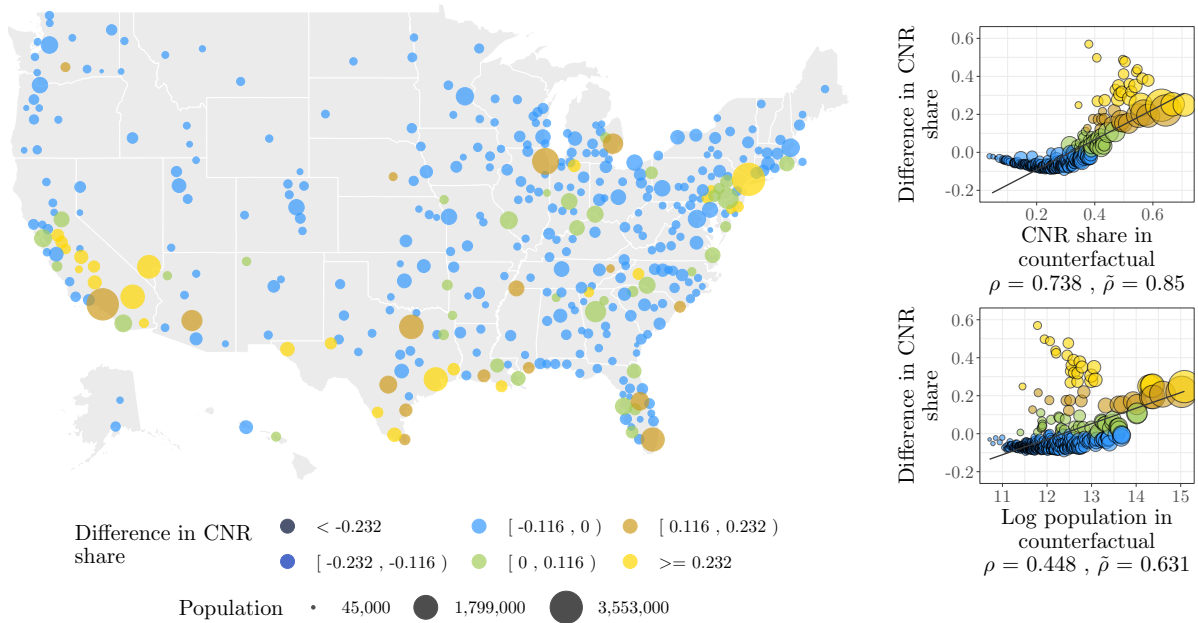 0.6
0.4
0.2
0.0
-0.2
Difference in CNR
share
0.2 0.4 0.6
CNR share in
counterfactual
ρ = 0.738 , ρ̃ = 0.85
0.6
0.4
0.2
0.0
-0.2
Difference in CNR
share
11 12 13 14 15
Log population in
counterfactual
ρ = 0.448 , ρ̃ = 0.631
Difference in CNR
share
< -0.232
[ -0.232 , -0.116 )
[ -0.116 , 0 )
[ 0 , 0.116 )
[ 0.116 , 0.232 )
>= 0.232
Population 45,000 1,799,000 3,553,000